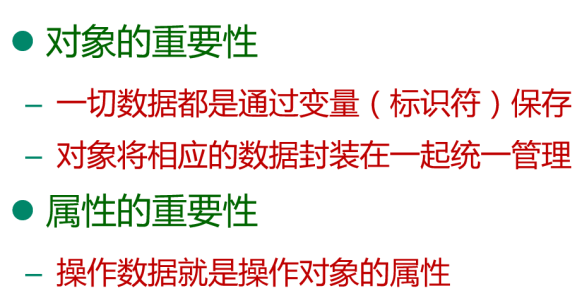 ● 对象的重要性
– 一切数据都是通过变量（标识符）保存
– 对象将相应的数据封装在一起统一管理
● 属性的重要性
– 操作数据就是操作对象的属性